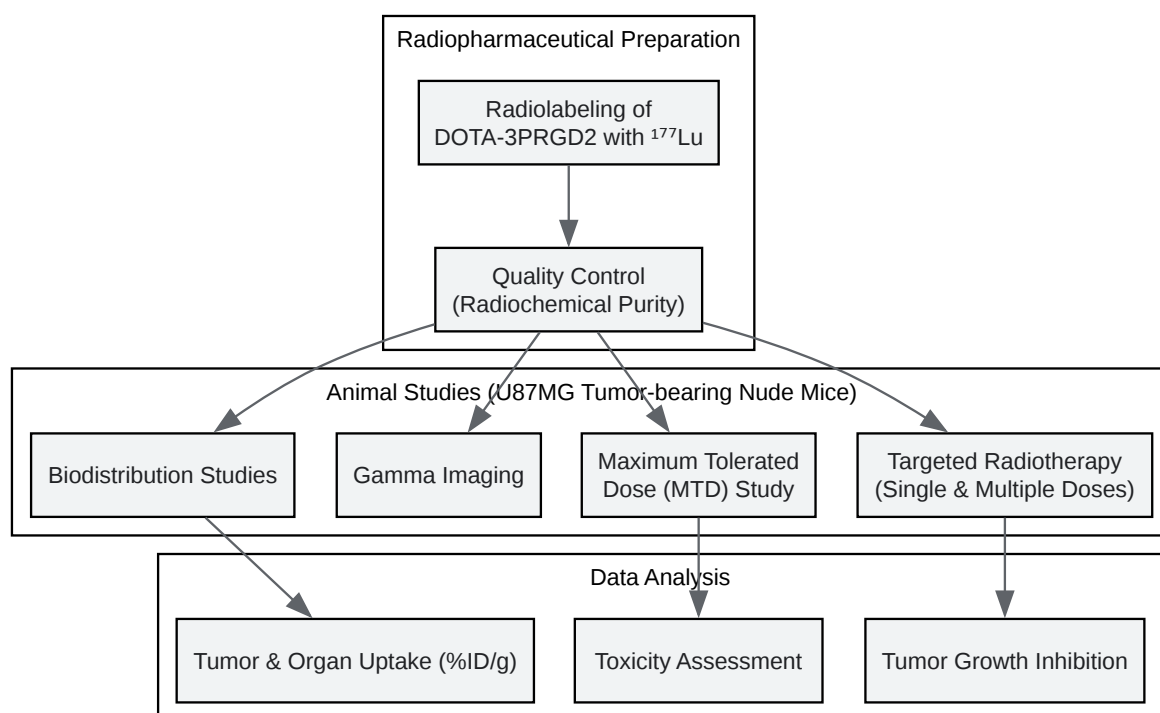 Radiopharmaceutical Preparation
Radiolabeling of
DOTA-3PRGD2 with ¹⁷⁷Lu
Quality Control
(Radiochemical Purity)
Animal Studies (U87MG Tumor-bearing Nude Mice)
Biodistribution Studies
Gamma Imaging
Maximum Tolerated
Dose (MTD) Study
Targeted Radiotherapy
(Single & Multiple Doses)
Data Analysis
Tumor & Organ Uptake (%ID/g)
Toxicity Assessment
Tumor Growth Inhibition